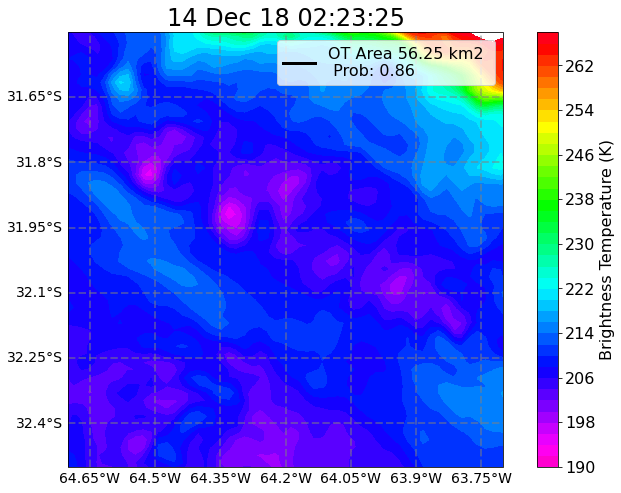 14 Dec 18 02:23:25
OT Area 56.25 km2
Prob: 0.86
31.65°S
31.8°S
31.95°S
32.1°S
32.25°S
32.4°S
64.65°W 64.5°W 64.35°W 64.2°W 64.05°W 63.9°W 63.75°W
262
254
246
238
230
222
214
206
198
190
Brightness Temperature (K)